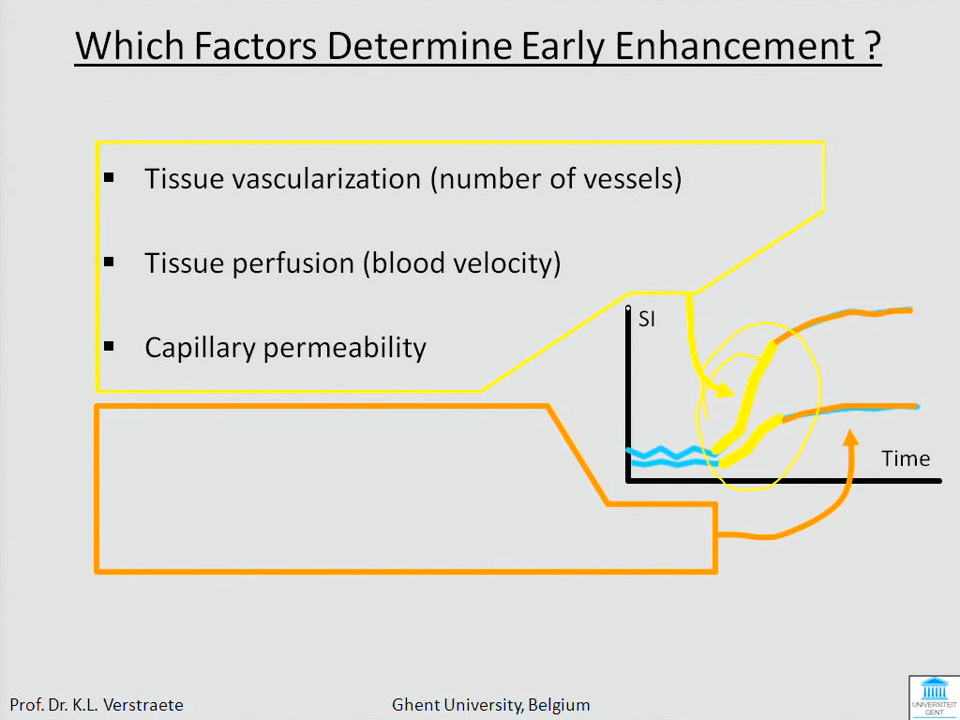 Which Factors Determine Early Enhancement ?
▪ Tissue vascularization (number of vessels)
▪ Tissue perfusion (blood velocity)
▪ Capillary permeability
SI
Time
Prof. Dr. K.L. Verstraete
Ghent University, Belgium
UNIVERSITEIT
GENT